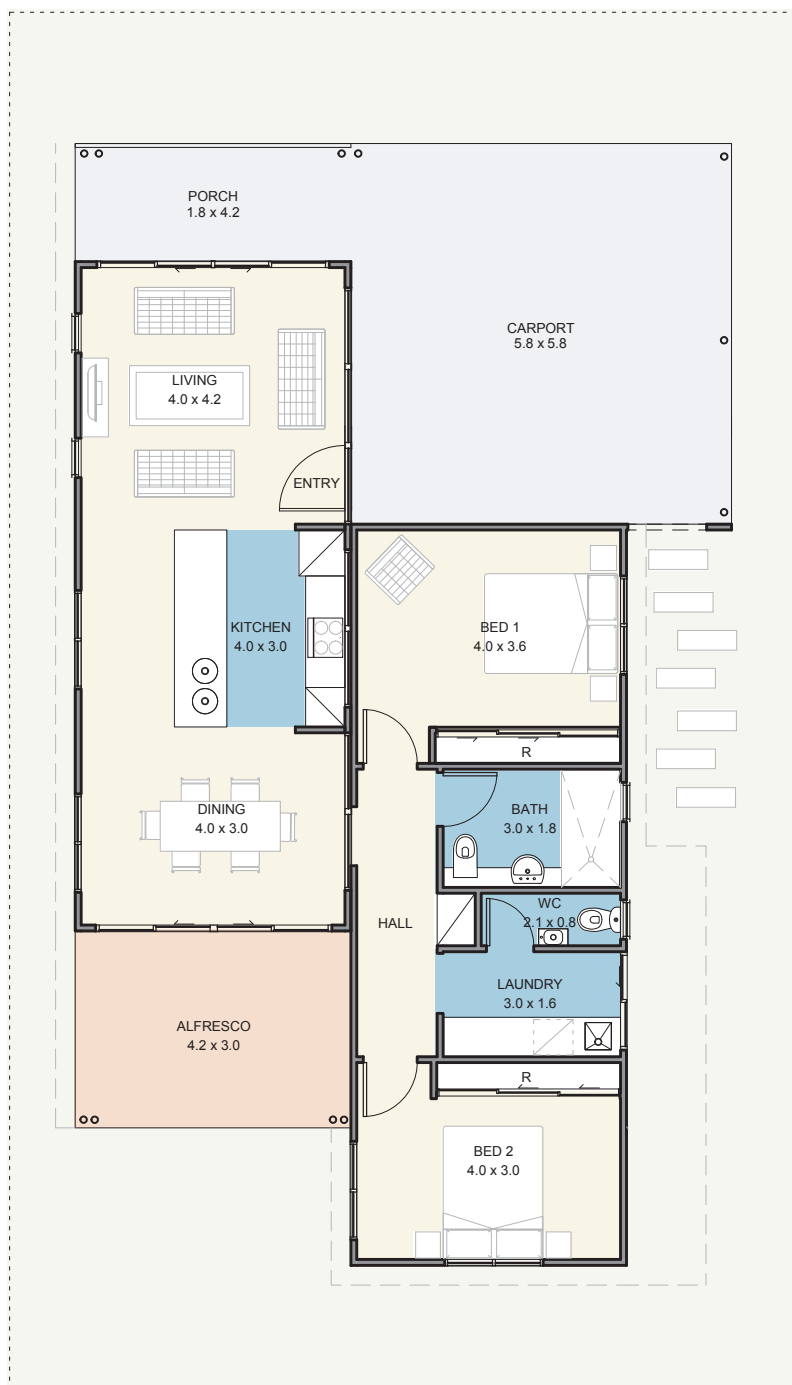 PORCH
1.8 x 4.2
CARPORT
5.8 x 5.8
LIVING
4.0 x 4.2
ENTRY
KITCHEN
4.0 x 3.0
BED 1
4.0 x 3.6
R
DINING
4.0 x 3.0
BATH
3.0 x 1.8
WC
2.1 x 0.8
HALL
LAUNDRY
3.0 x 1.6
ALFRESCO
4.2 x 3.0
R
BED 2
4.0 x 3.0